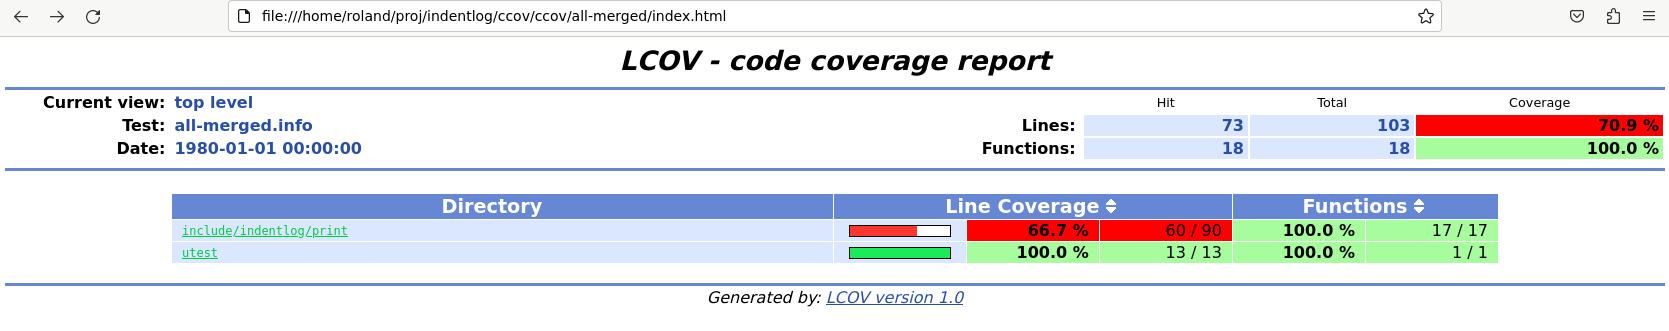 file:///home/roland/proj/indentlog/ccov/ccov/all-merged/index.html
LCOV - code coverage report
Current view: top level Hit Total Coverage
Test: all-merged.info Lines: 73 103 70.9 %
Date: 1980-01-01 00:00:00 Functions: 18 18 100.0 %
Directory Line Coverage Functions
include/indentlog/print 66.7 % 60 / 90 100.0 % 17 / 17
utest 100.0 % 13 / 13 100.0 % 1 / 1
Generated by: LCOV version 1.0